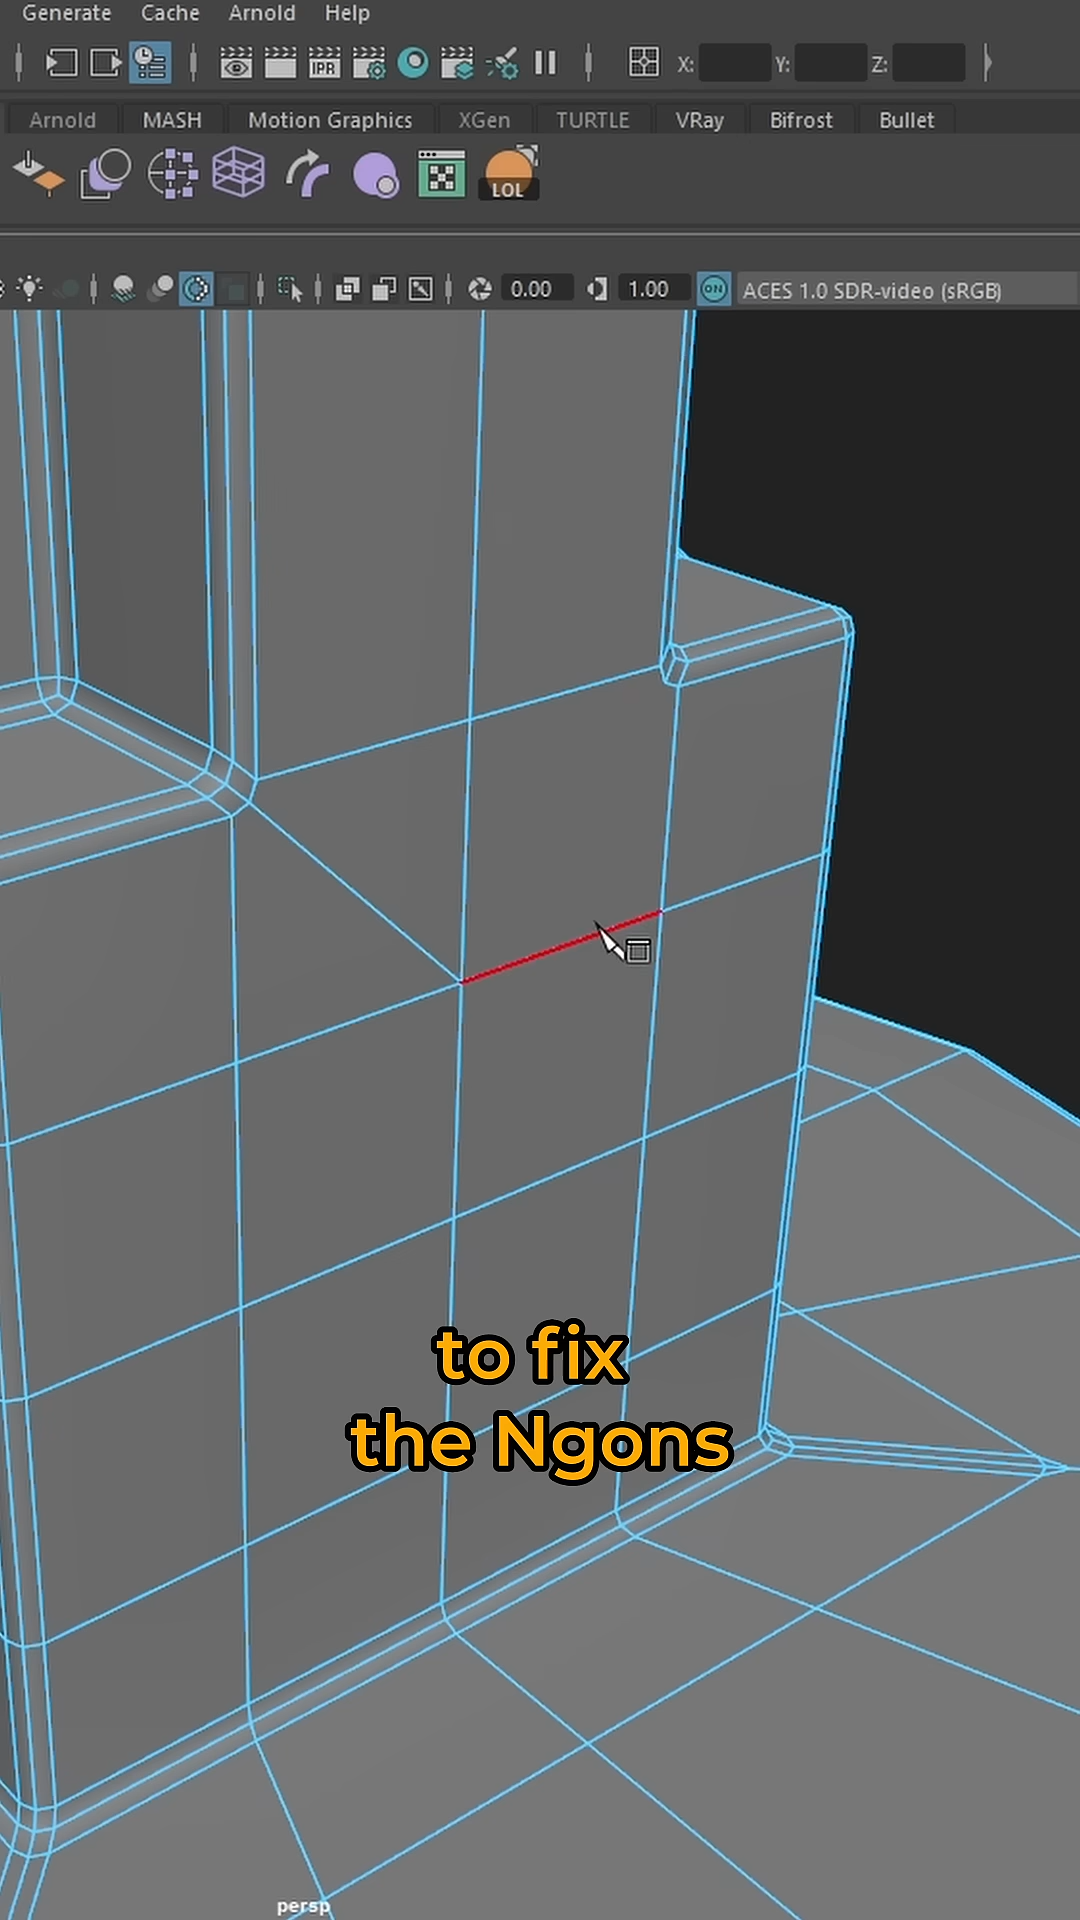 Generate Cache Arnold Help
IPR X: Y: Z:
Arnold MASH Motion Graphics XGen TURTLE VRay Bifrost Bullet
LOL
0.00 1.00 ON ACES 1.0 SDR-video (sRGB)
to fix
the Ngons
persp